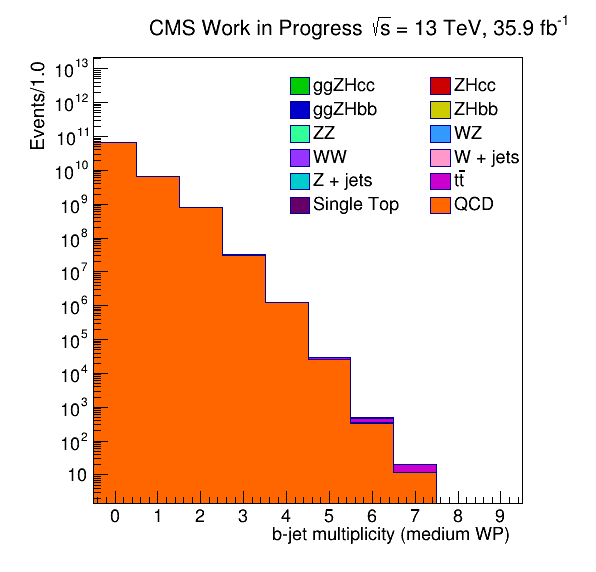 CMS Work in Progress √s = 13 TeV, 35.9 fb⁻¹
Events/1.0
10¹³
10¹²
10¹¹
10¹⁰
10⁹
10⁸
10⁷
10⁶
10⁵
10⁴
10³
10²
10
ggZHcc ZHcc
ggZHbb ZHbb
ZZ WZ
WW W + jets
Z + jets tt̄
Single Top QCD
0 1 2 3 4 5 6 7 8 9
b-jet multiplicity (medium WP)